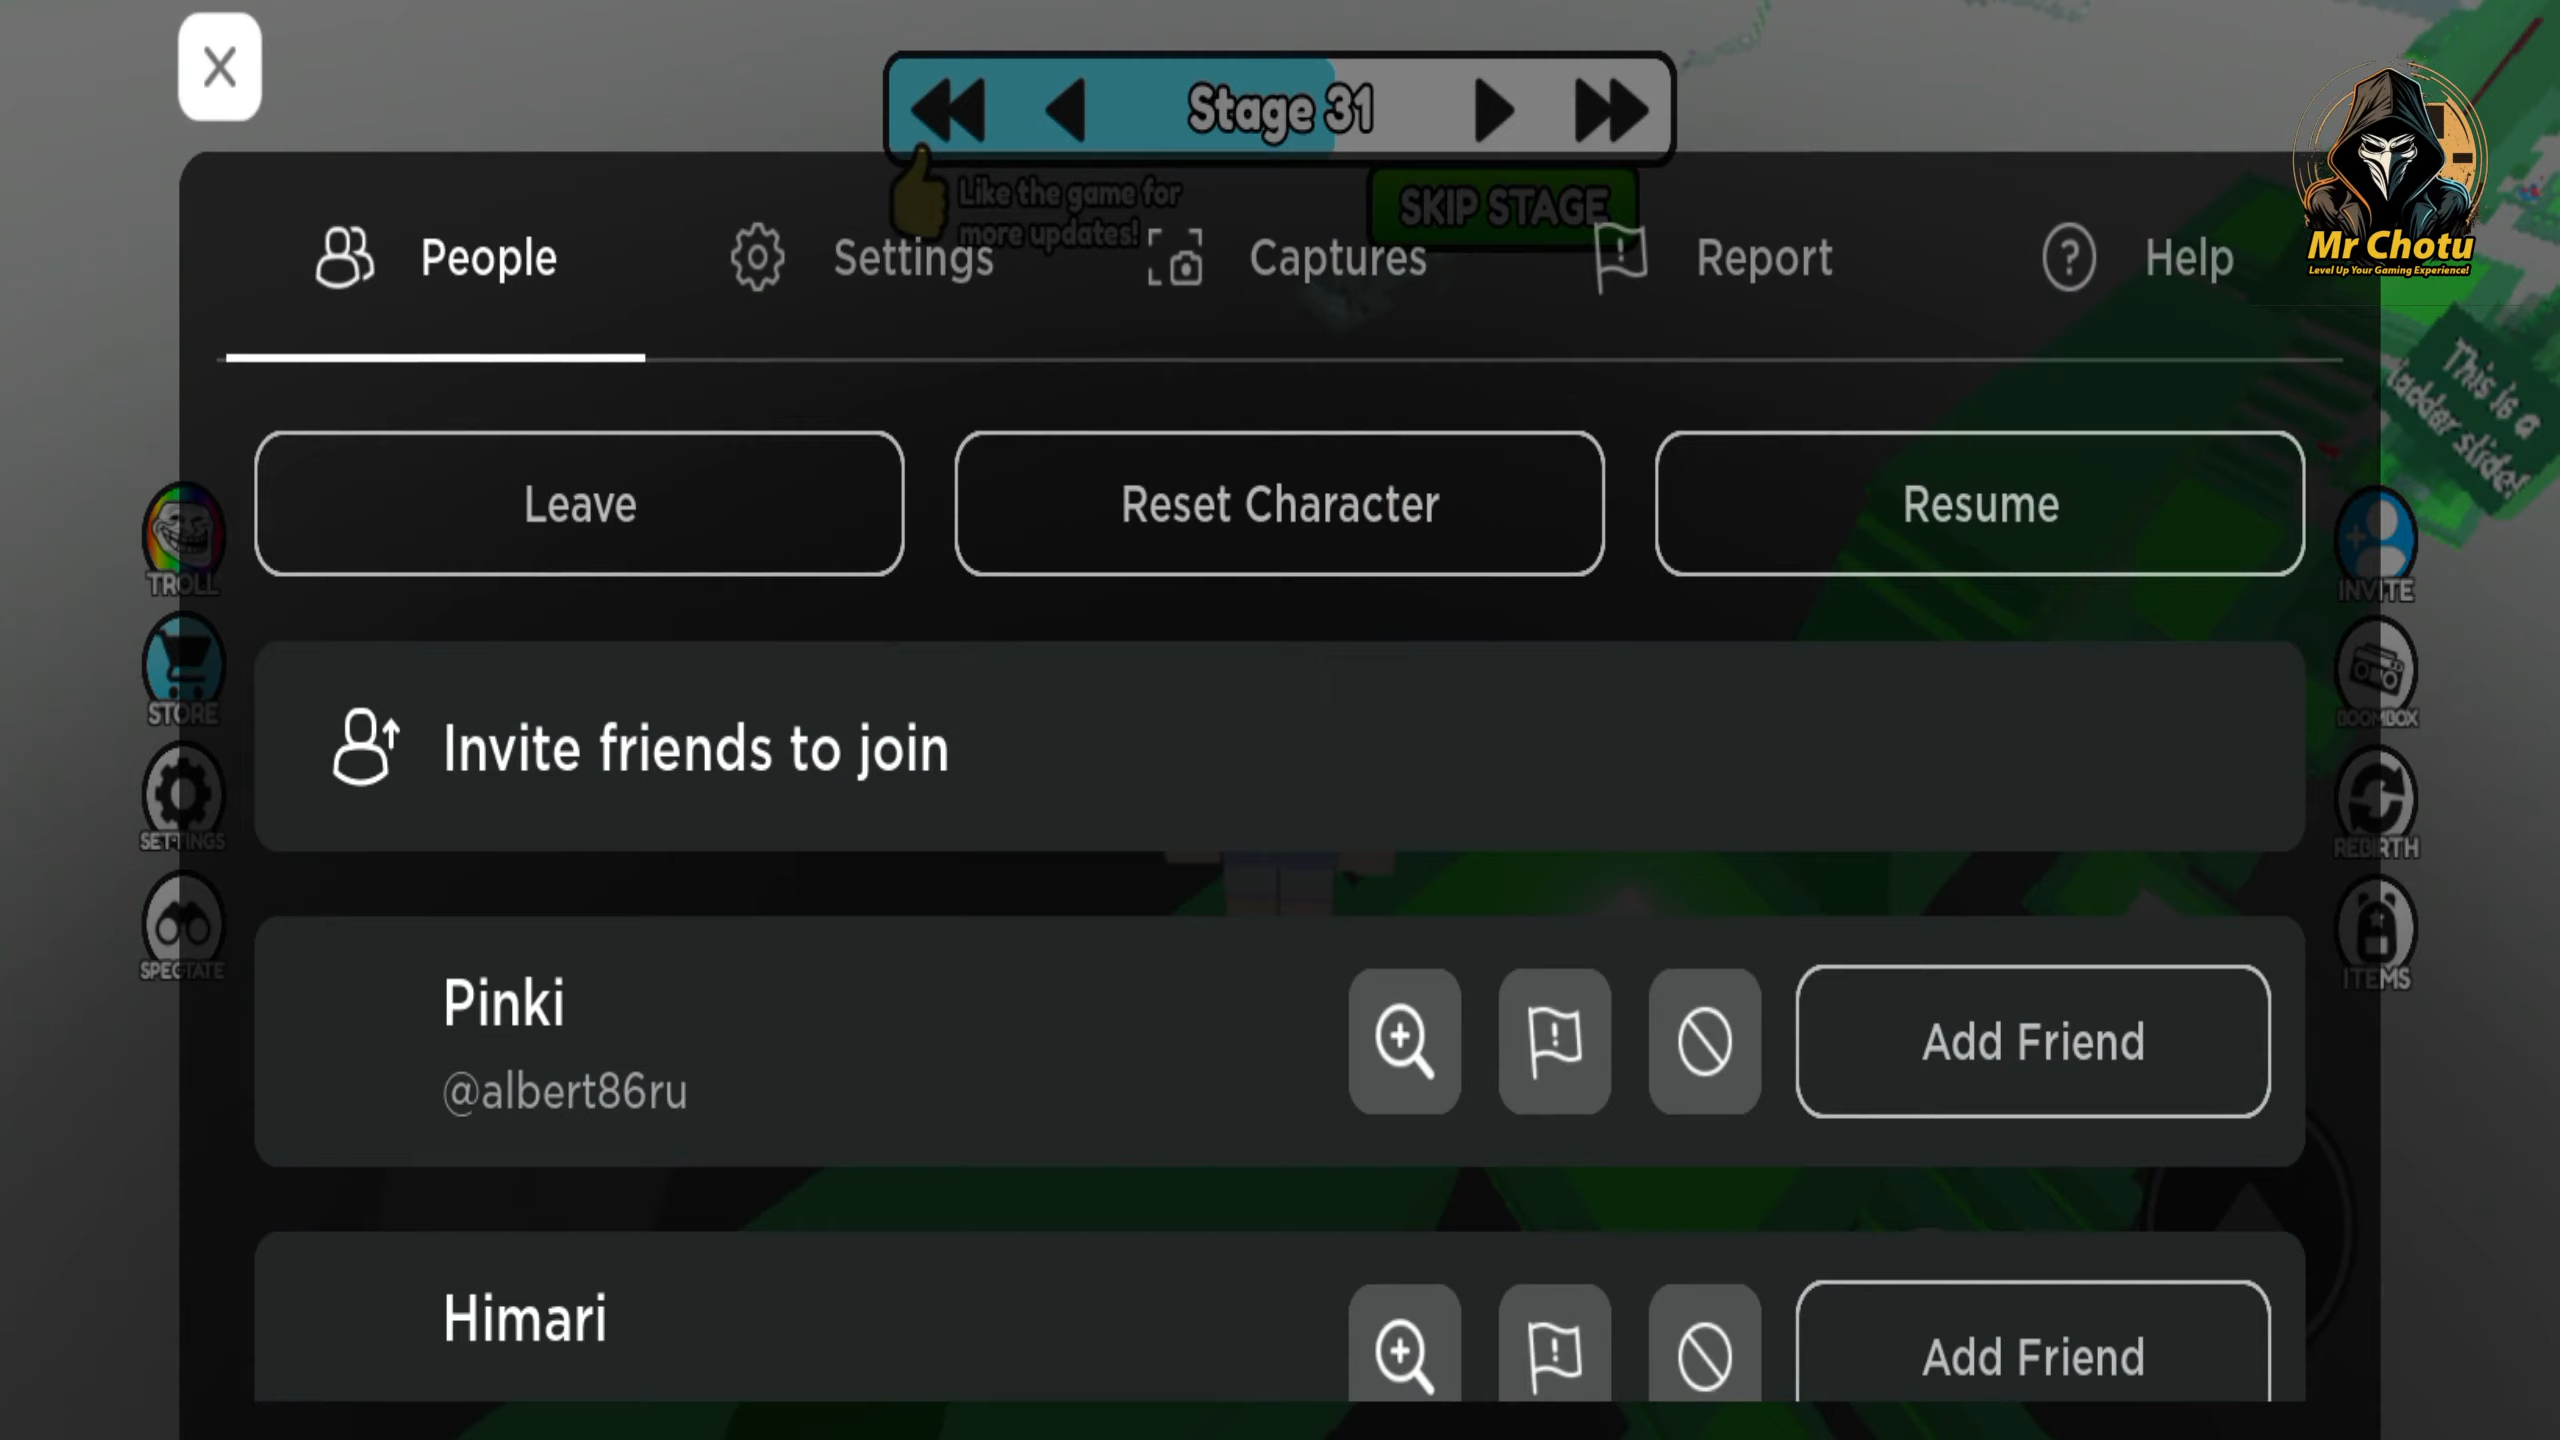 X
Stage 31
Like the game for
more updates!
SKIP STAGE
Mr Chotu
Level Up Your Gaming Experience!
People
Settings
Captures
Report
Help
This is a
ladder slide!
Leave
Reset Character
Resume
TROLL
STORE
SETTINGS
SPECTATE
INVITE
BOOMBOX
REBIRTH
ITEMS
Invite friends to join
Pinki
@albert86ru
Add Friend
Himari
Add Friend